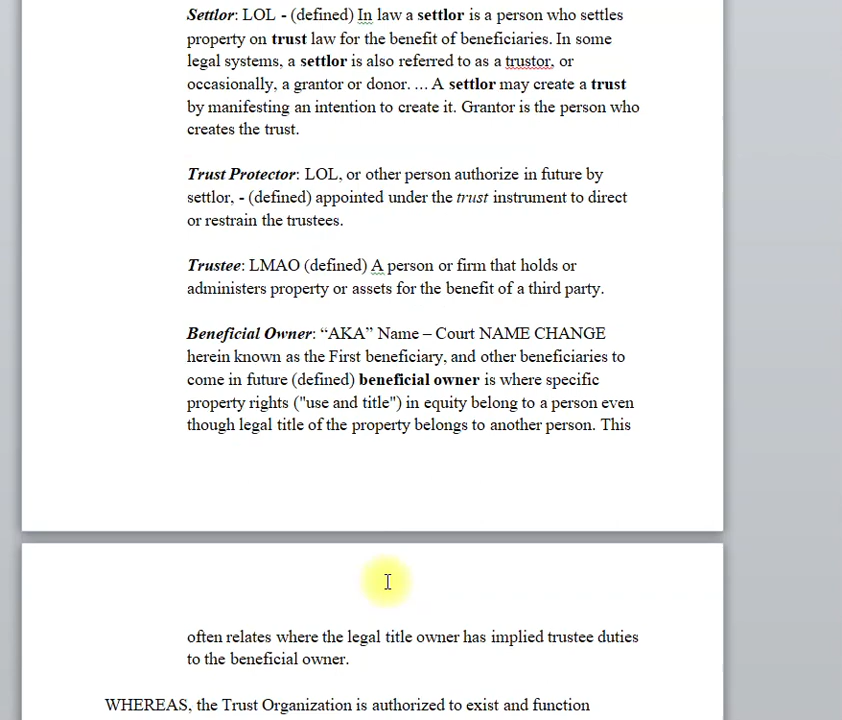 Settlor: LOL - (defined) In law a settlor is a person who settles
property on trust law for the benefit of beneficiaries. In some
legal systems, a settlor is also referred to as a trustor, or
occasionally, a grantor or donor. ... A settlor may create a trust
by manifesting an intention to create it. Grantor is the person who
creates the trust.
Trust Protector: LOL, or other person authorize in future by
settlor, - (defined) appointed under the trust instrument to direct
or restrain the trustees.
Trustee: LMAO (defined) A person or firm that holds or
administers property or assets for the benefit of a third party.
Beneficial Owner: “AKA” Name – Court NAME CHANGE
herein known as the First beneficiary, and other beneficiaries to
come in future (defined) beneficial owner is where specific
property rights ("use and title") in equity belong to a person even
though legal title of the property belongs to another person. This
often relates where the legal title owner has implied trustee duties
to the beneficial owner.
WHEREAS, the Trust Organization is authorized to exist and function